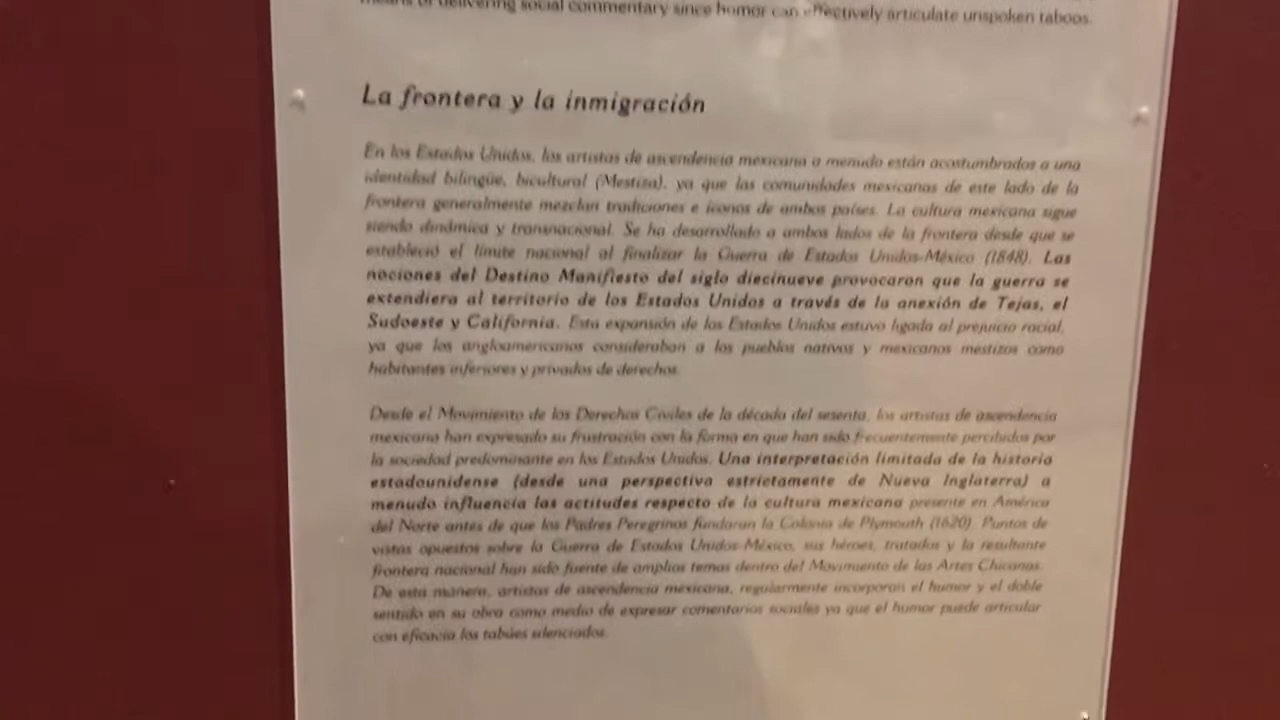 means of delivering social commentary since humor can effectively articulate unspoken taboos.
La frontera y la inmigración
En los Estados Unidos, los artistas de ascendencia mexicana a menudo están acostumbrados a una
identidad bilingüe, bicultural (Mestiza), ya que las comunidades mexicanas de este lado de la
frontera generalmente mezclan tradiciones e íconos de ambos países. La cultura mexicana sigue
siendo dinámica y transnacional. Se ha desarrollado a ambos lados de la frontera desde que se
estableció el límite nacional al finalizar la Guerra de Estados Unidos-México (1848). Las
nociones del Destino Manifiesto del siglo diecinueve provocaron que la guerra se
extendiera al territorio de los Estados Unidos a través de la anexión de Tejas, el
Sudoeste y California. Esta expansión de los Estados Unidos estuvo ligada al prejuicio racial,
ya que los angloamericanos consideraban a los pueblos nativos y mexicanos mestizos como
habitantes inferiores y privados de derechos.
Desde el Movimiento de los Derechos Civiles de la década del sesenta, los artistas de ascendencia
mexicana han expresado su frustración con la forma en que han sido frecuentemente percibidos por
la sociedad predominante en los Estados Unidos. Una interpretación limitada de la historia
estadounidense (desde una perspectiva estrictamente de Nueva Inglaterra) a
menudo influencia las actitudes respecto de la cultura mexicana presente en América
del Norte antes de que los Padres Peregrinos fundaran la Colonia de Plymouth (1620). Puntos de
vistas opuestos sobre la Guerra de Estados Unidos-México, sus héroes, tratados y la resultante
frontera nacional han sido fuente de amplios temas dentro del Movimiento de las Artes Chicanas.
De esta manera, artistas de ascendencia mexicana, regularmente incorporan el humor y el doble
sentido en su obra como medio de expresar comentarios sociales ya que el humor puede articular
con eficacia los tabúes silenciados.